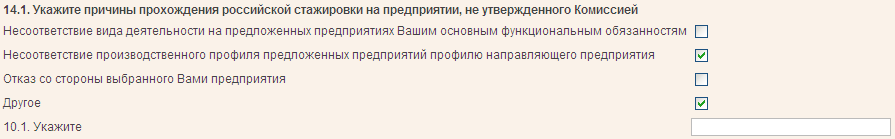 14.1. Укажите причины прохождения российской стажировки на предприятии, не утвержденного Комиссией
Несоответствие вида деятельности на предложенных предприятиях Вашим основным функциональным обязанностям
Несоответствие производственного профиля предложенных предприятий профилю направляющего предприятия
Отказ со стороны выбранного Вами предприятия
Другое
10.1. Укажите